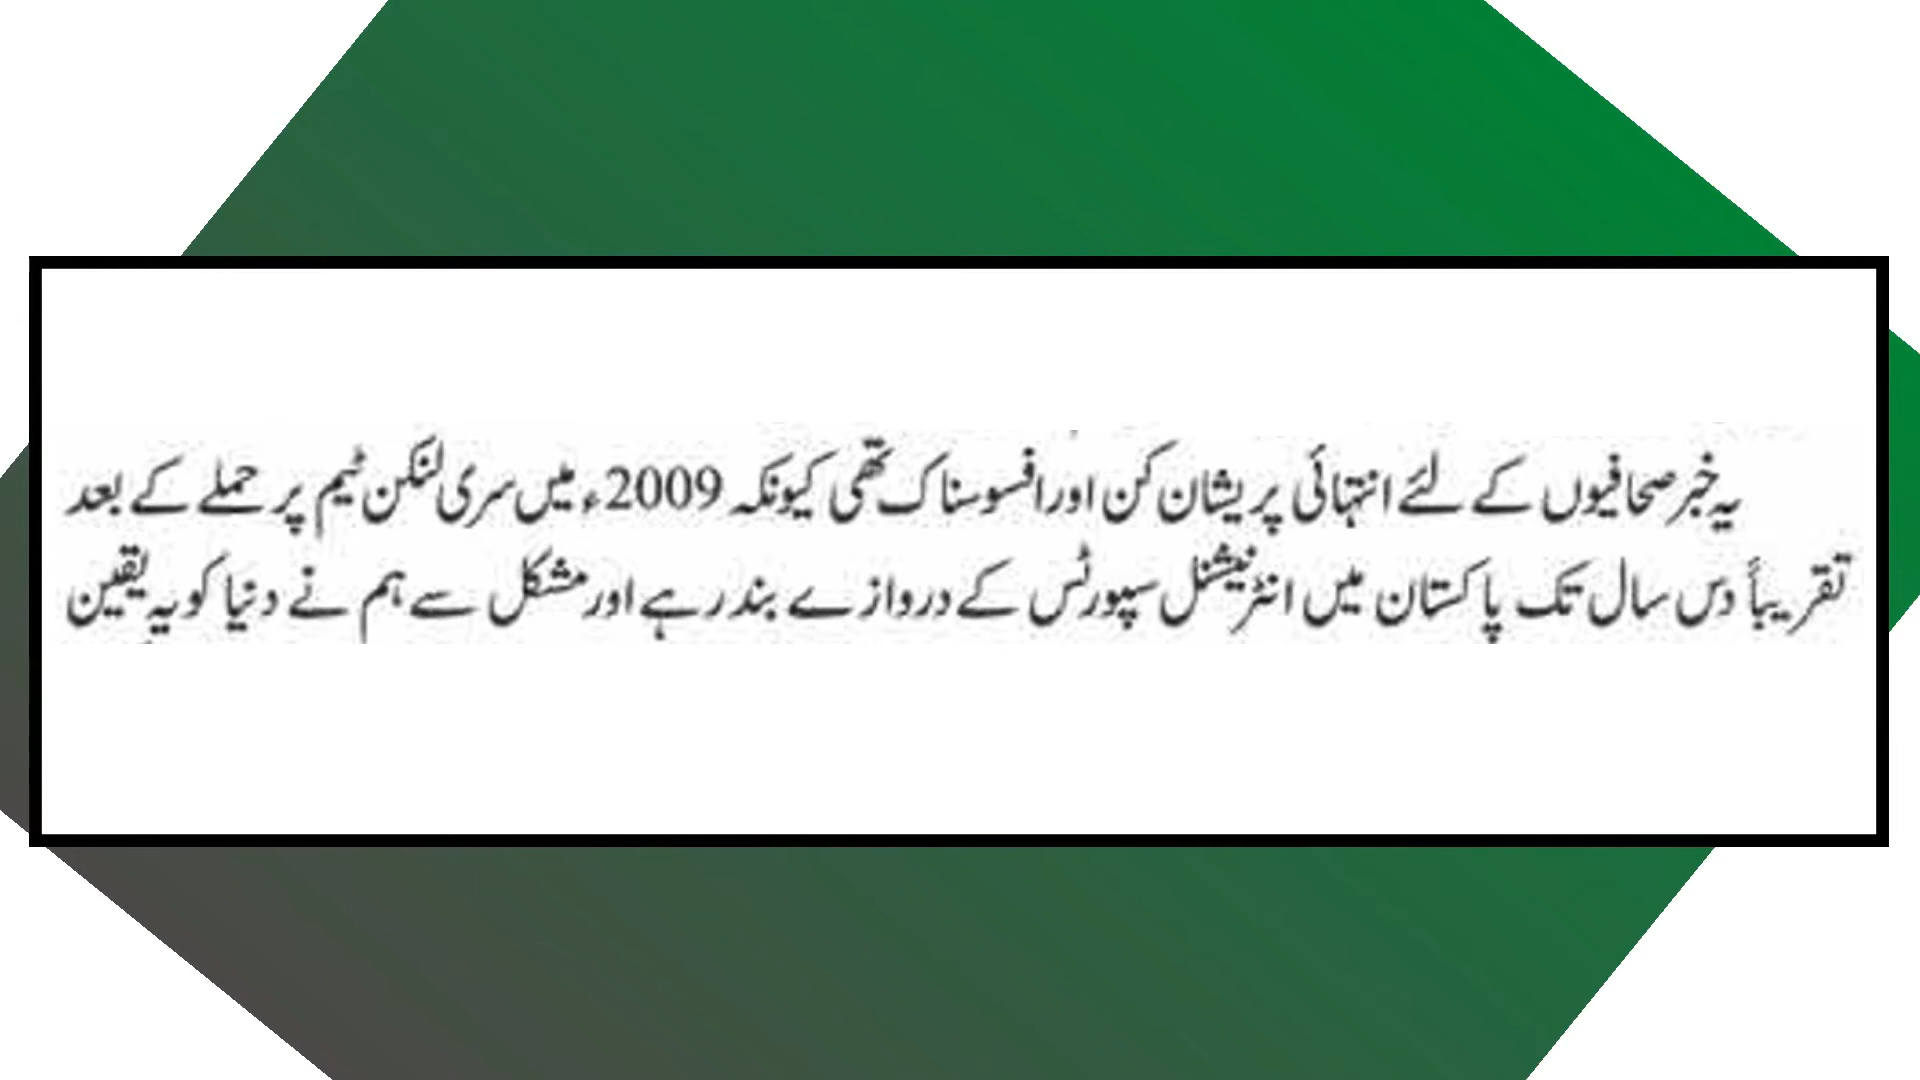 یہ خبر صحافیوں کے لئے انتہائی پریشان کن اور افسوسناک تھی کیونکہ 2009ء میں سری لنکن ٹیم پر حملے کے بعد
تقریباً دس سال تک پاکستان میں انٹرنیشنل سپورٹس کے دروازے بند رہے اور مشکل سے ہم نے دنیا کو یہ یقین